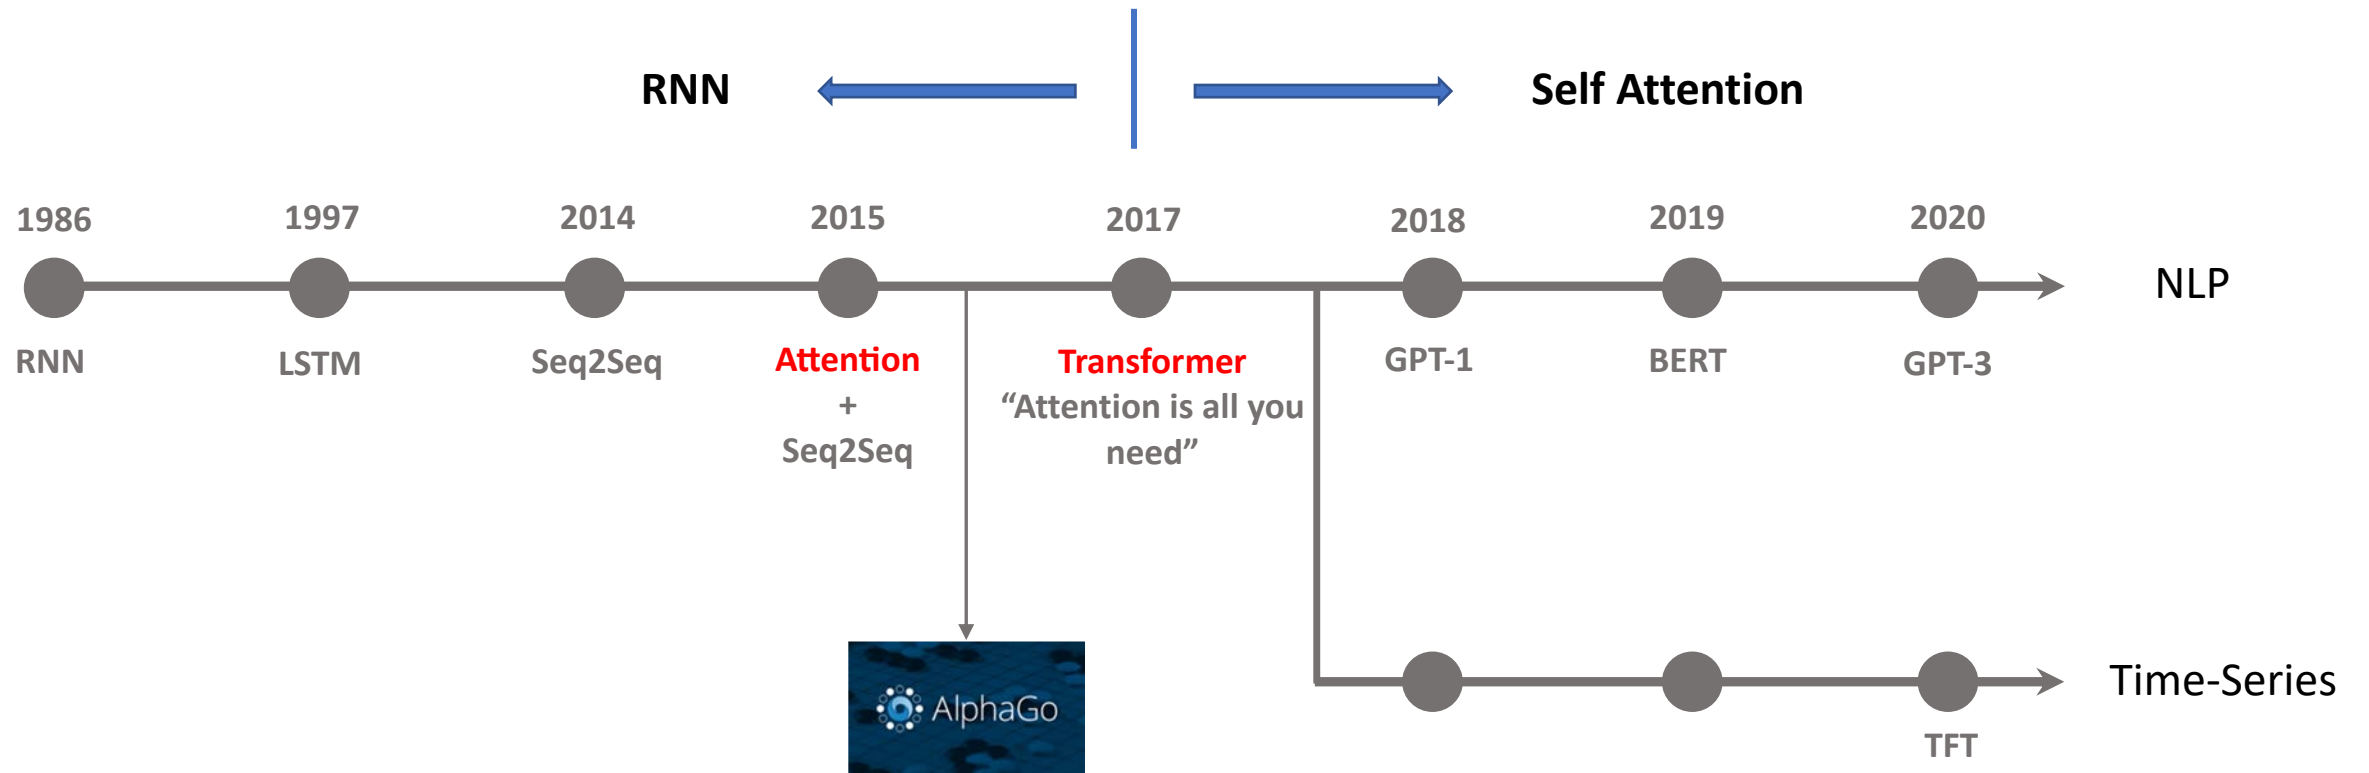 RNN
Self Attention
1986
1997
2014
2015
2017
2018
2019
2020
NLP
RNN
LSTM
Seq2Seq
Attention
+
Seq2Seq
Transformer
“Attention is all you
need”
GPT-1
BERT
GPT-3
AlphaGo
Time-Series
TFT